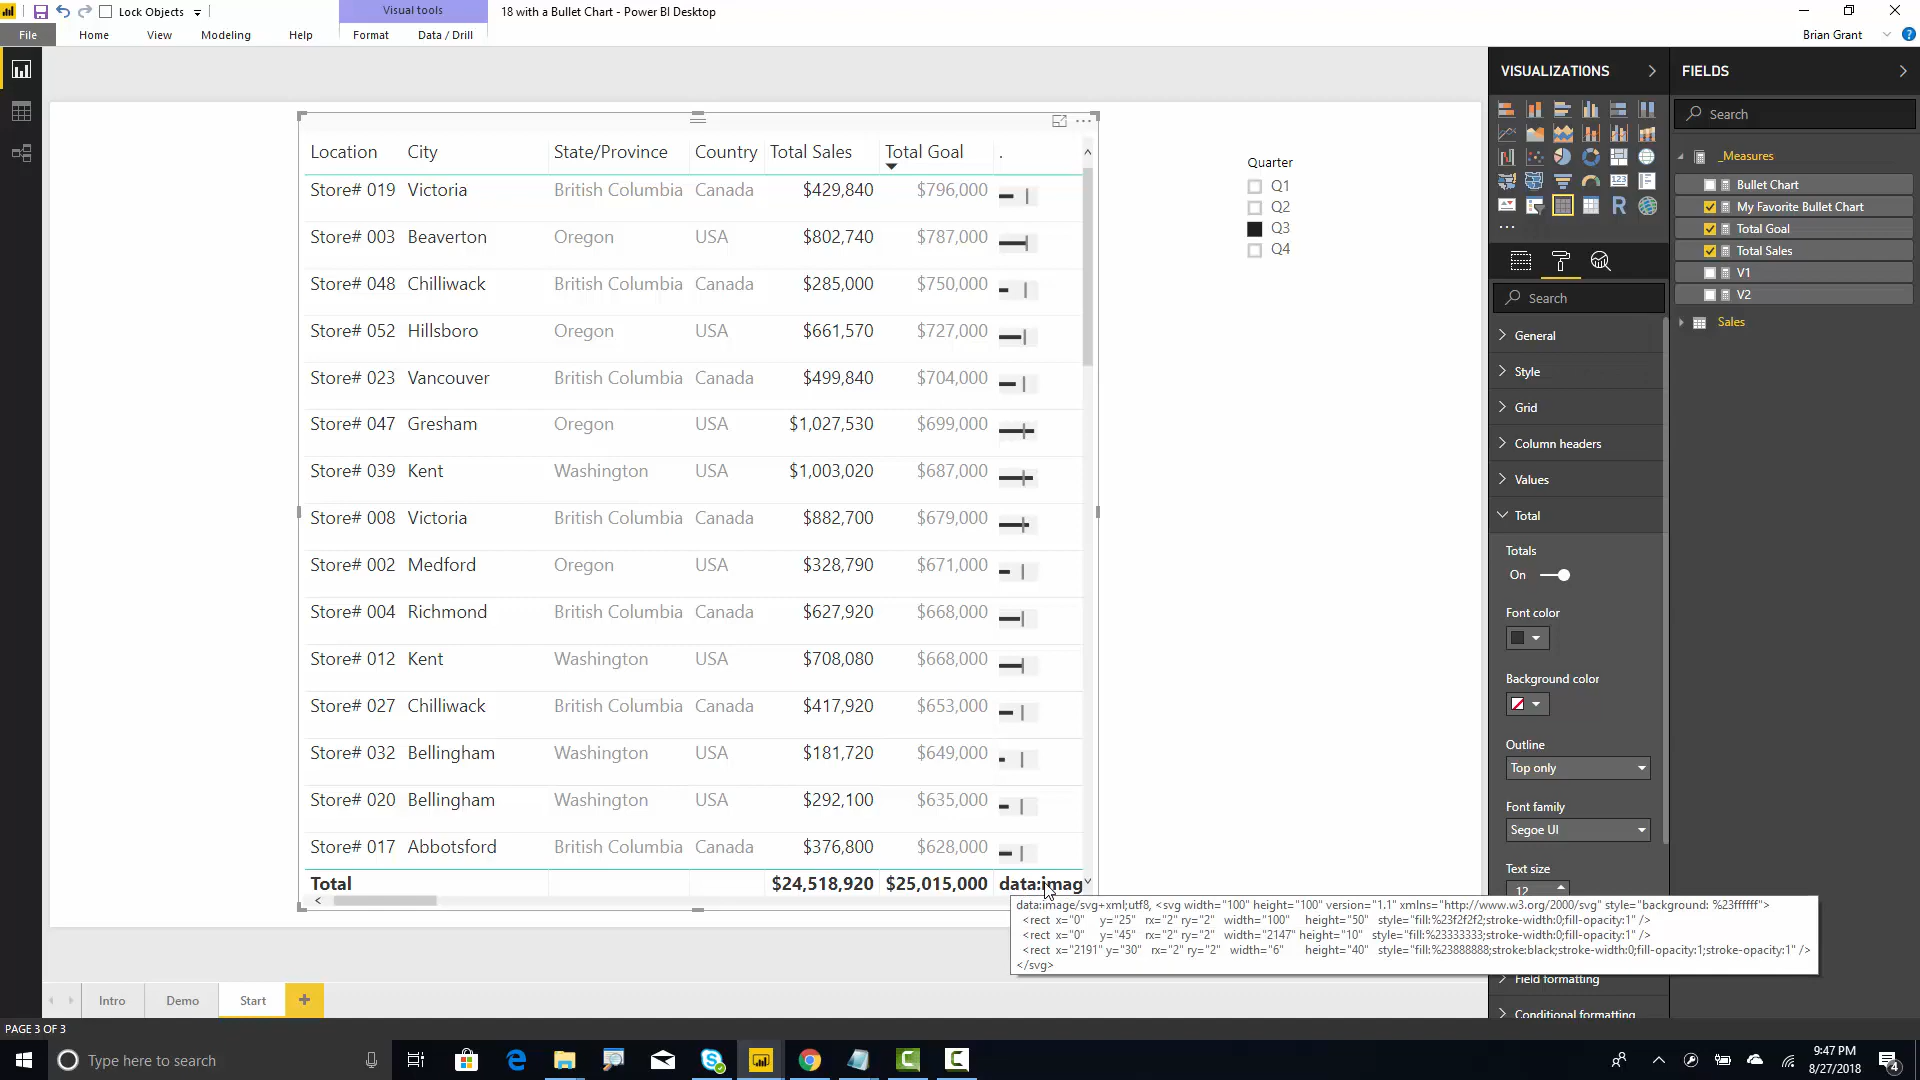 Lock Objects
Visual tools
18 with a Bullet Chart - Power BI Desktop
File Home View Modeling Help Format Data / Drill
Brian Grant
?
VISUALIZATIONS
FIELDS
Search
_Measures
Bullet Chart
My Favorite Bullet Chart
Total Goal
Total Sales
V1
V2
Sales
Search
General
Style
Grid
Column headers
Values
Total
Totals
On
Font color
Background color
Outline
Top only
Font family
Segoe UI
Text size
12
Field formatting
Conditional formatting
Quarter
Q1
Q2
Q3
Q4
Location City State/Province Country Total Sales Total Goal .
Store# 019 Victoria British Columbia Canada $429,840 $796,000
Store# 003 Beaverton Oregon USA $802,740 $787,000
Store# 048 Chilliwack British Columbia Canada $285,000 $750,000
Store# 052 Hillsboro Oregon USA $661,570 $727,000
Store# 023 Vancouver British Columbia Canada $499,840 $704,000
Store# 047 Gresham Oregon USA $1,027,530 $699,000
Store# 039 Kent Washington USA $1,003,020 $687,000
Store# 008 Victoria British Columbia Canada $882,700 $679,000
Store# 002 Medford Oregon USA $328,790 $671,000
Store# 004 Richmond British Columbia Canada $627,920 $668,000
Store# 012 Kent Washington USA $708,080 $668,000
Store# 027 Chilliwack British Columbia Canada $417,920 $653,000
Store# 032 Bellingham Washington USA $181,720 $649,000
Store# 020 Bellingham Washington USA $292,100 $635,000
Store# 017 Abbotsford British Columbia Canada $376,800 $628,000
Total $24,518,920 $25,015,000 data:imag
data:image/svg+xml;utf8, <svg width="100" height="100" version="1.1" xmlns="http://www.w3.org/2000/svg" style="background: %23ffffff">
<rect x="0" y="25" rx="2" ry="2" width="100" height="50" style="fill:%23f2f2f2;stroke-width:0;fill-opacity:1" />
<rect x="0" y="45" rx="2" ry="2" width="2147" height="10" style="fill:%23333333;stroke-width:0;fill-opacity:1" />
<rect x="2191" y="30" rx="2" ry="2" width="6" height="40" style="fill:%23888888;stroke:black;stroke-width:0;fill-opacity:1;stroke-opacity:1" />
</svg>
Intro Demo Start +
PAGE 3 OF 3
Type here to search
9:47 PM
8/27/2018
4